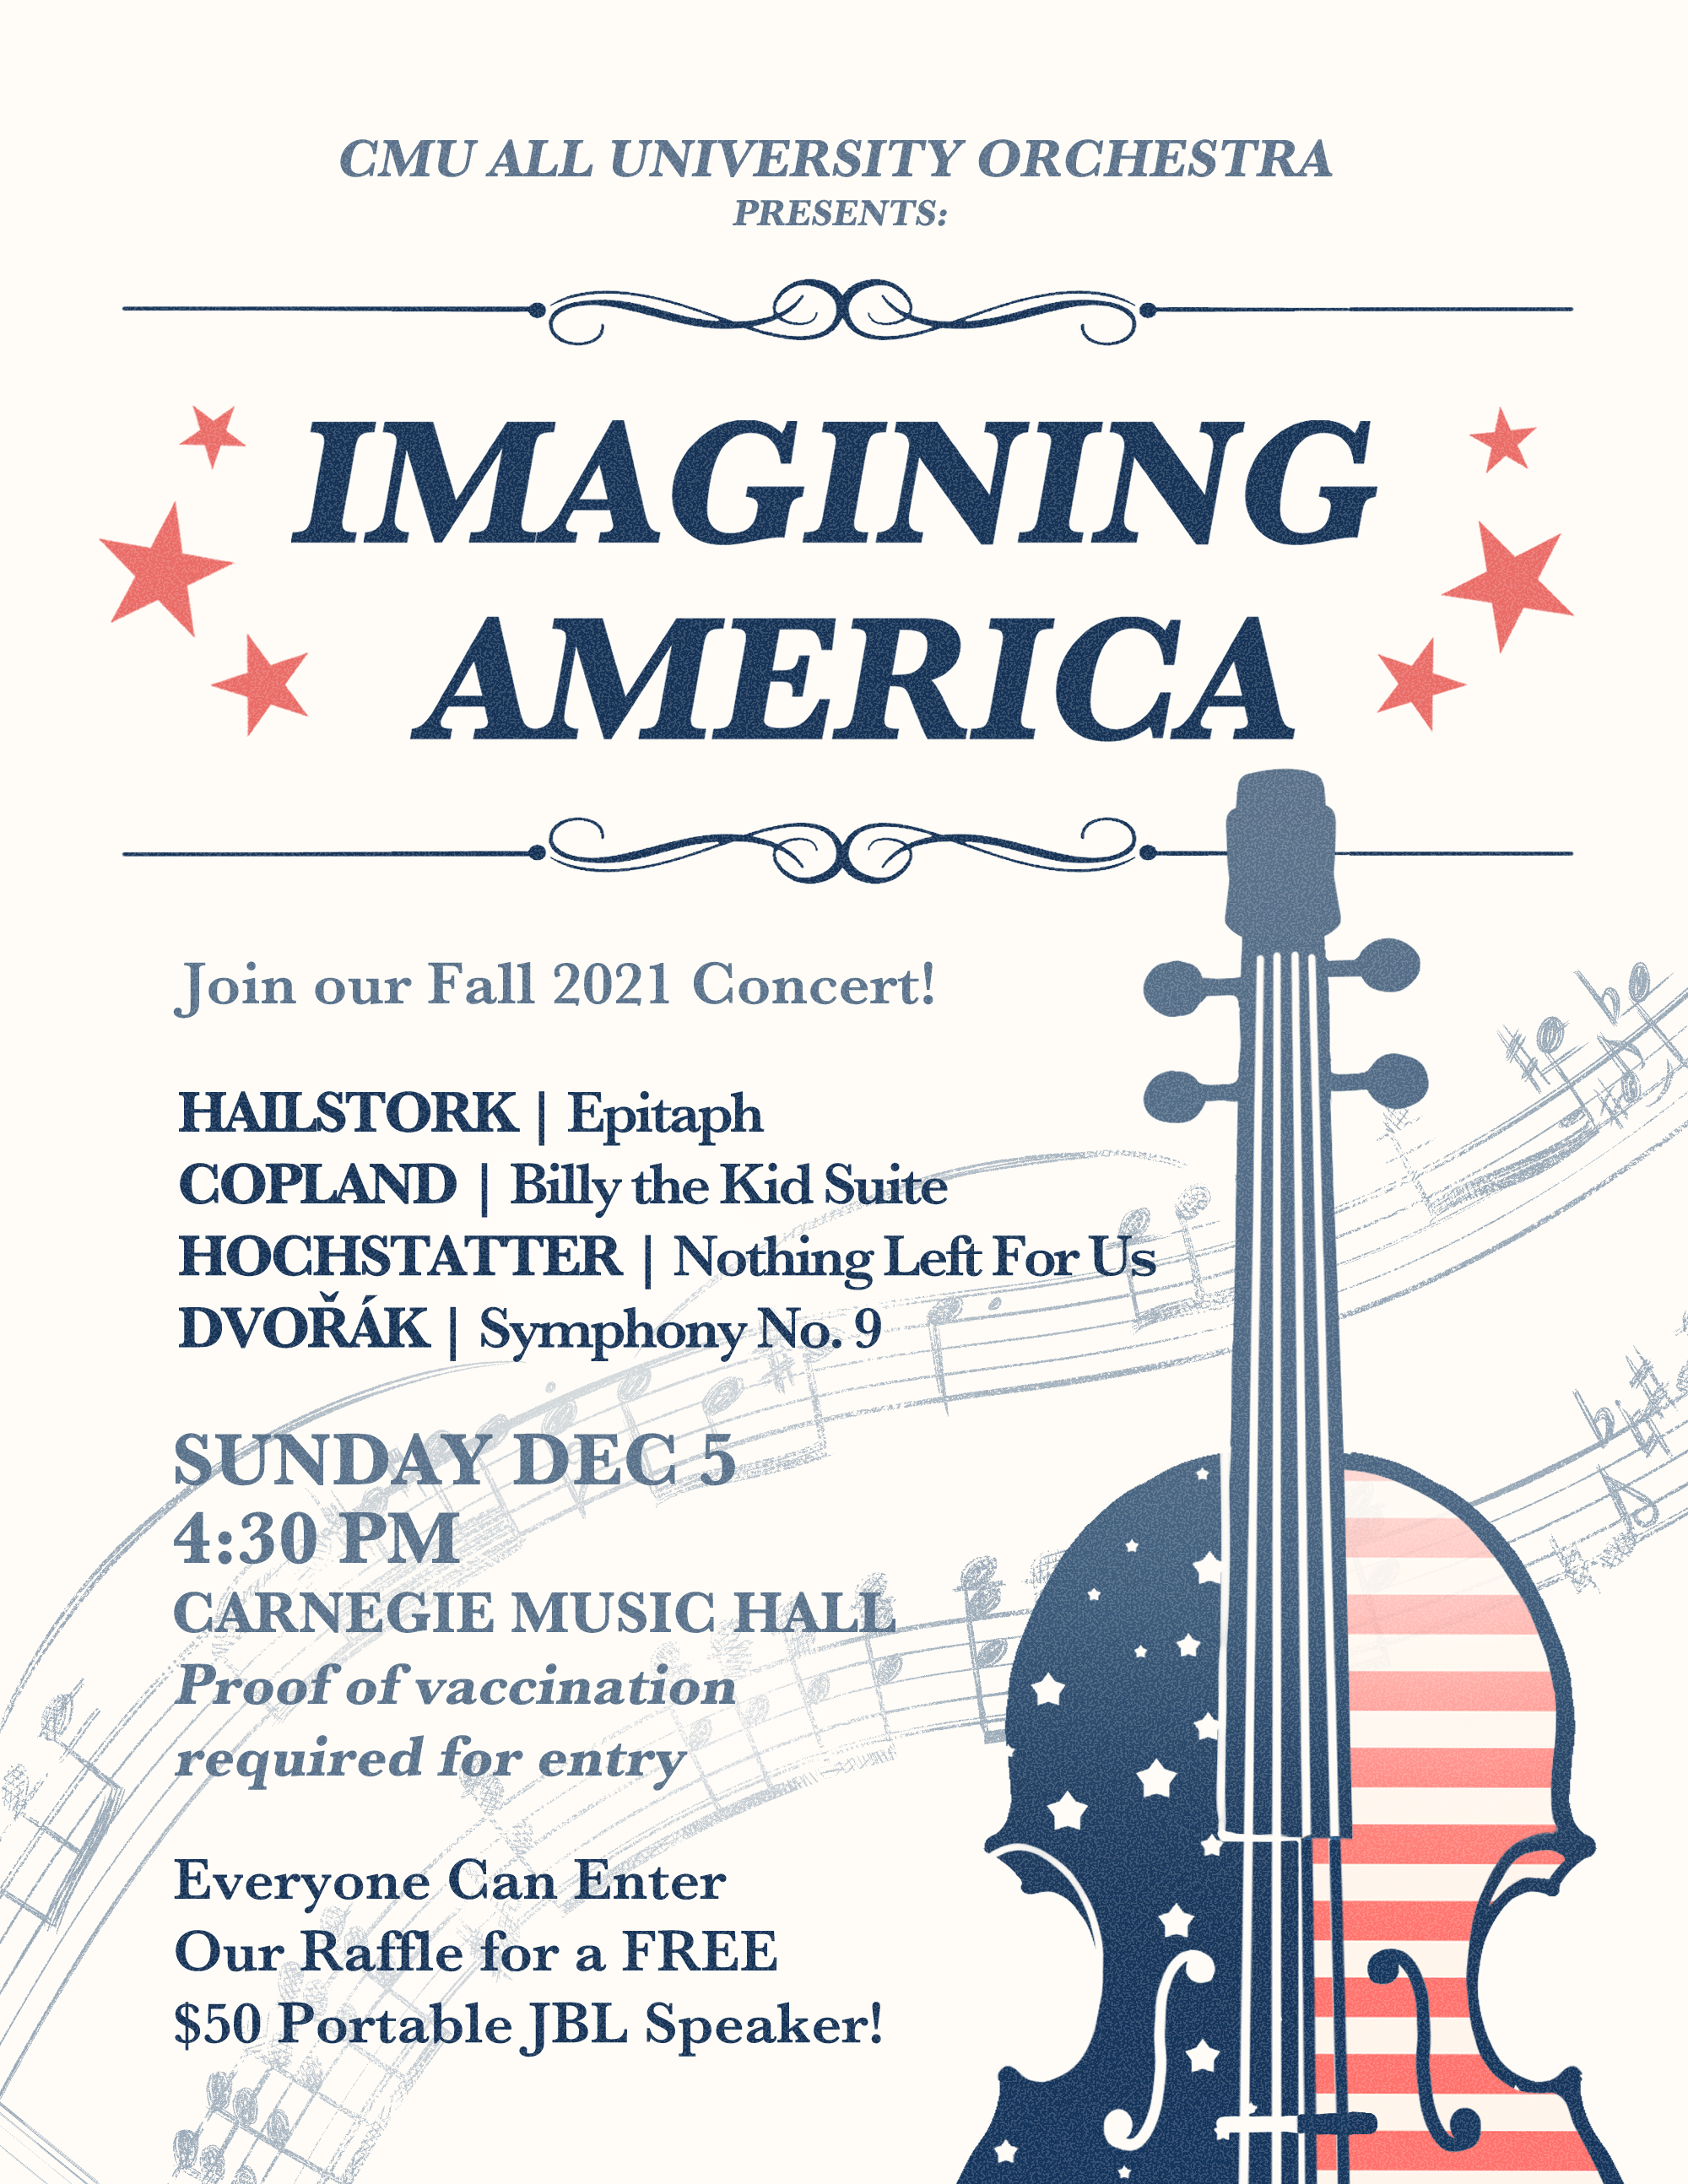 CMU ALL UNIVERSITY ORCHESTRA
PRESENTS:
IMAGINING
AMERICA
Join our Fall 2021 Concert!
HAILSTORK | Epitaph
COPLAND | Billy the Kid Suite
HOCHSTATTER | Nothing Left For Us
DVOŘÁK | Symphony No. 9
SUNDAY DEC 5
4:30 PM
CARNEGIE MUSIC HALL
Proof of vaccination
required for entry
Everyone Can Enter
Our Raffle for a FREE
$50 Portable JBL Speaker!